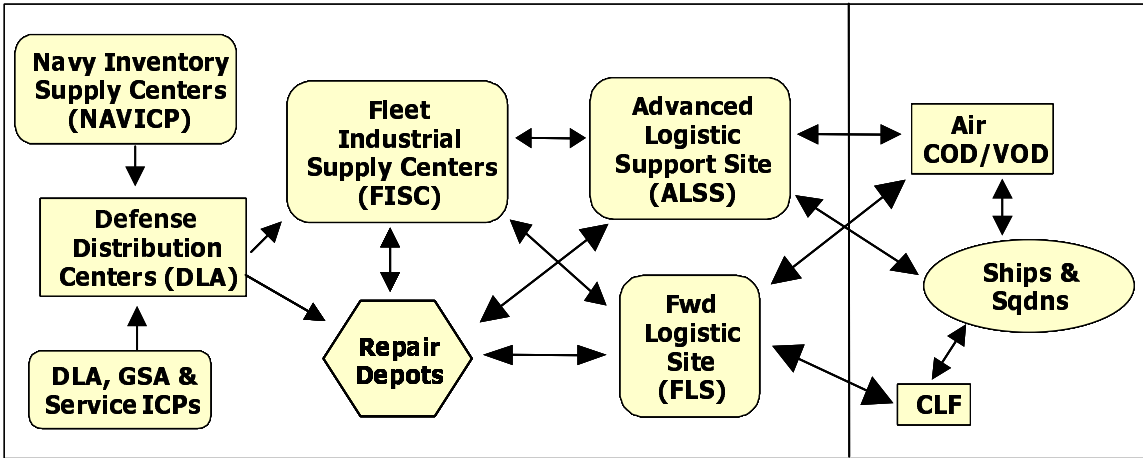 Navy Inventory
Supply Centers
(NAVICP)
Defense
Distribution
Centers (DLA)
DLA, GSA &
Service ICPs
Fleet
Industrial
Supply Centers
(FISC)
Repair
Depots
Advanced
Logistic
Support Site
(ALSS)
Fwd
Logistic
Site
(FLS)
Air
COD/VOD
Ships &
Sqdns
CLF